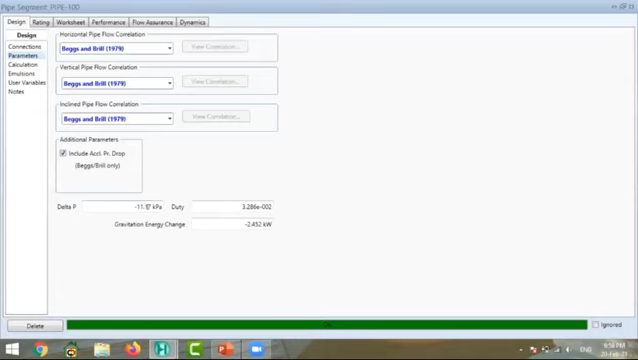 Pipe Segment: PIPE-100
Design Rating Worksheet Performance Flow Assurance Dynamics
Design
Connections
Parameters
Calculation
Emulsions
User Variables
Notes
Horizontal Pipe Flow Correlation
Beggs and Brill (1979) View Correlation...
Vertical Pipe Flow Correlation
Beggs and Brill (1979) View Correlation...
Inclined Pipe Flow Correlation
Beggs and Brill (1979) View Correlation...
Additional Parameters
Include Accl. Pr. Drop
(Beggs/Brill only)
Delta P kPa Duty 3.286e-002
Gravitation Energy Change -2.452 kW
Delete Ignored
ENG